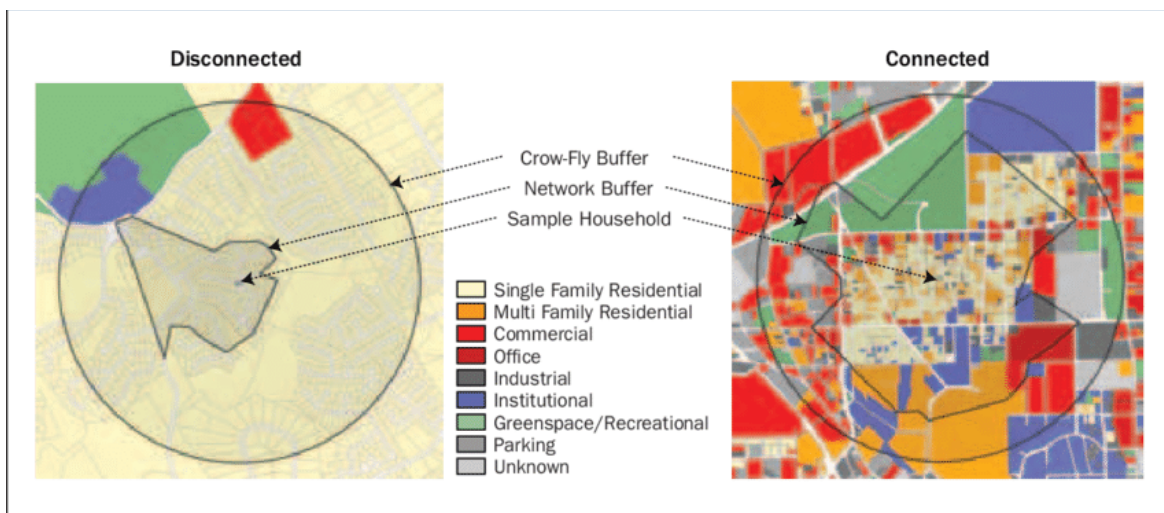 Disconnected
Connected
Crow-Fly Buffer
Network Buffer
Sample Household
Single Family Residential
Multi Family Residential
Commercial
Office
Industrial
Institutional
Greenspace/Recreational
Parking
Unknown